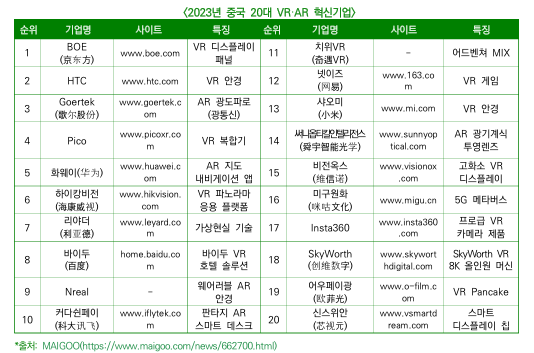 <2023년 중국 20대 VR·AR 혁신기업>
순위 기업명 사이트 특징 순위 기업명 사이트 특징
1 BOE (京东方) www.boe.com VR 디스플레이 패널 11 치위VR (奇遇VR) - 어드벤쳐 MIX
2 HTC www.htc.com VR 안경 12 넷이즈 (网易) www.163.com VR 게임
3 Goertek (歌尔股份) www.goertek.com AR 광도파로 (광통신) 13 샤오미 (小米) www.mi.com VR 안경
4 Pico www.picoxr.com VR 복합기 14 써니옵티칼인텔리전스 (舜宇智能光学) www.sunnyoptical.com AR 광기계식 투영렌즈
5 화웨이(华为) www.huawei.com AR 지도 내비게이션 앱 15 비전옥스 (维信诺) www.visionox.com 고화소 VR 디스플레이
6 하이캉비전 (海康威视) www.hikvision.com VR 파노라마 응용 플랫폼 16 미구원화 (咪咕文化) www.migu.cn 5G 메타버스
7 리야더 (利亚德) www.leyard.com 가상현실 기술 17 Insta360 www.insta360.com 프로급 VR 카메라 제품
8 바이두 (百度) home.baidu.com 바이두 VR 호텔 솔루션 18 SkyWorth (创维数字) www.skyworthdigital.com SkyWorth VR 8K 올인원 머신
9 Nreal - 웨어러블 AR 안경 19 어우페이광 (欧菲光) www.o-film.com VR Pancake
10 커다쉰페이 (科大讯飞) www.iflytek.com 판타지 AR 스마트 데스크 20 신스위안 (芯视元) www.vsmartdream.com 스마트 디스플레이 칩
*출처: MAIGOO(https://www.maigoo.com/news/662700.html)